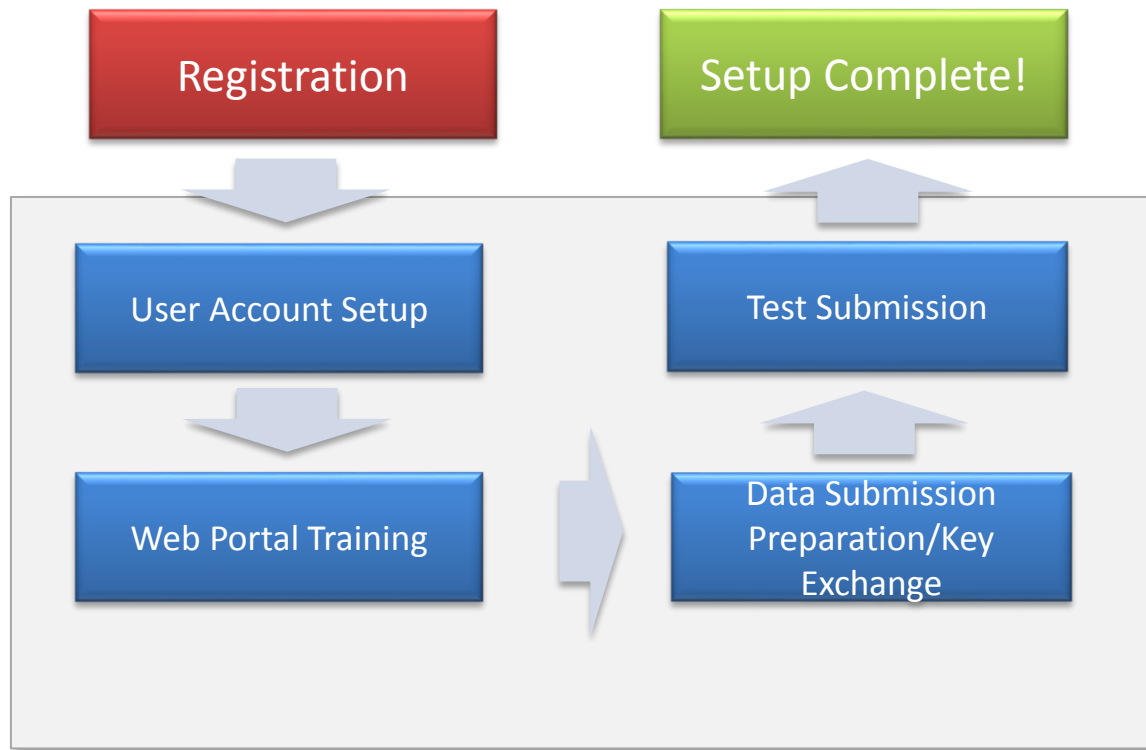 Registration
User Account Setup
Web Portal Training
Data Submission
Preparation/Key
Exchange
Test Submission
Setup Complete!